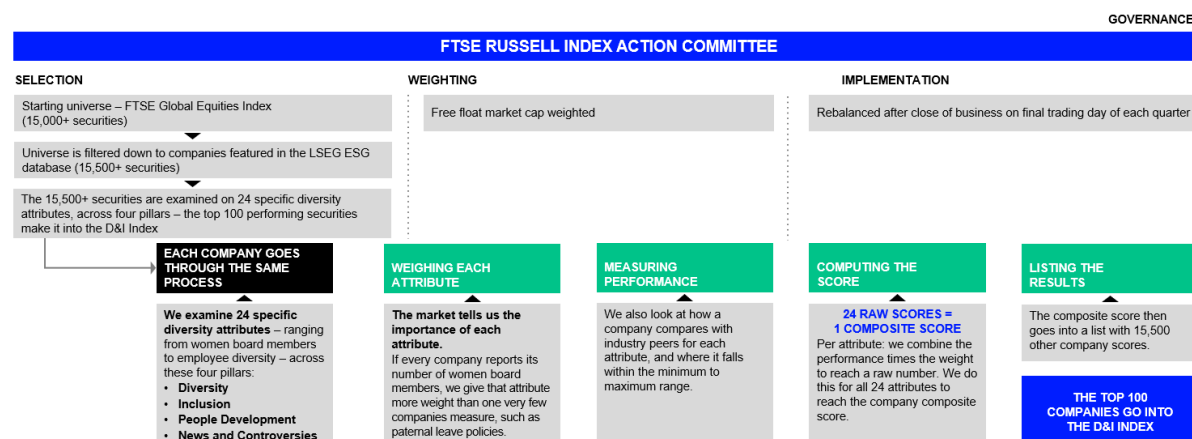 GOVERNANCE
FTSE RUSSELL INDEX ACTION COMMITTEE
SELECTION
Starting universe – FTSE Global Equities Index
(15,000+ securities)
Universe is filtered down to companies featured in the LSEG ESG
database (15,500+ securities)
The 15,500+ securities are examined on 24 specific diversity
attributes, across four pillars – the top 100 performing securities
make it into the D&I Index
WEIGHTING
Free float market cap weighted
IMPLEMENTATION
Rebalanced after close of business on final trading day of each quarter
EACH COMPANY GOES
THROUGH THE SAME
PROCESS
We examine 24 specific
diversity attributes – ranging
from women board members
to employee diversity – across
these four pillars:
• Diversity
• Inclusion
• People Development
• News and Controversies
WEIGHING EACH
ATTRIBUTE
The market tells us the
importance of each
attribute.
If every company reports its
number of women board
members, we give that attribute
more weight than one very few
companies measure, such as
paternal leave policies.
MEASURING
PERFORMANCE
We also look at how a
company compares with
industry peers for each
attribute, and where it falls
within the minimum to
maximum range.
COMPUTING THE
SCORE
24 RAW SCORES =
1 COMPOSITE SCORE
Per attribute: we combine the
performance times the weight
to reach a raw number. We do
this for all 24 attributes to
reach the company composite
score.
LISTING THE
RESULTS
The composite score then
goes into a list with 15,500
other company scores.
THE TOP 100
COMPANIES GO INTO
THE D&I INDEX